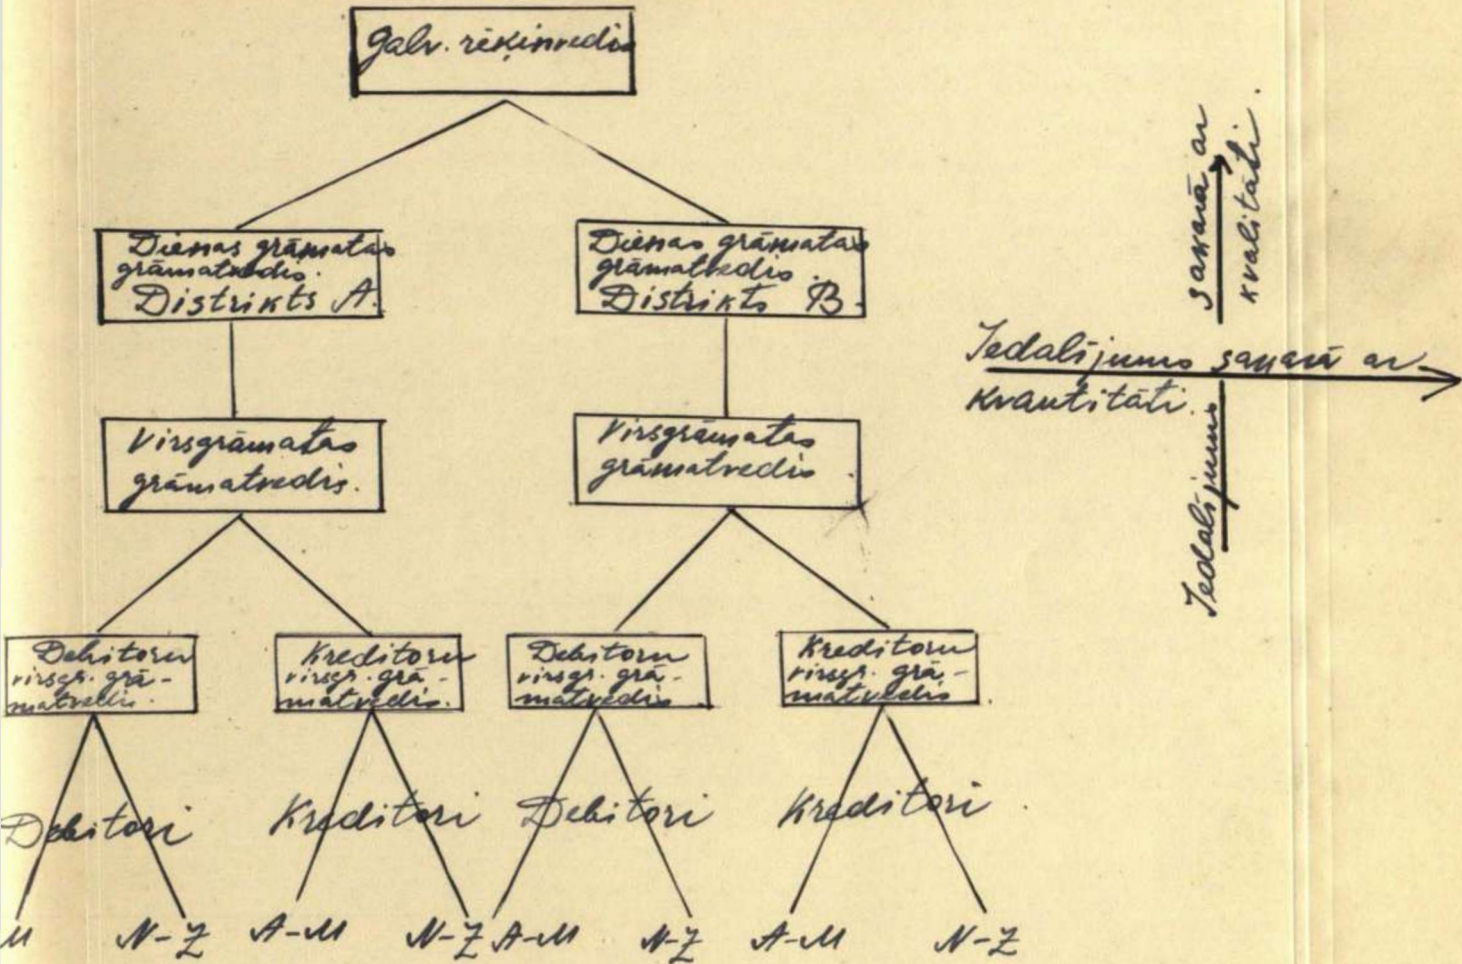 Galv. rēķinvedis
Dienas grāmatas
grāmatvedis.
Distrikts A.
Dienas grāmatas
grāmatvedis.
Distrikts B.
Virsgrāmatas
grāmatvedis.
Virsgrāmatas
grāmatvedis.
Debitoru
virsgr. grā-
matvedis.
Kreditoru
virsgr. grā-
matvedis.
Debitoru
virsgr. grā-
matvedis.
Kreditoru
virsgr. grā-
matvedis.
Debitori
Kreditori
Debitori
Kreditori.
M
N-Z
A-M
N-Z
A-M
N-Z
A-M
N-Z
Iedalījums sakarā ar
kvantitāti.
Iedalījums sakarā ar
kvalitāti.